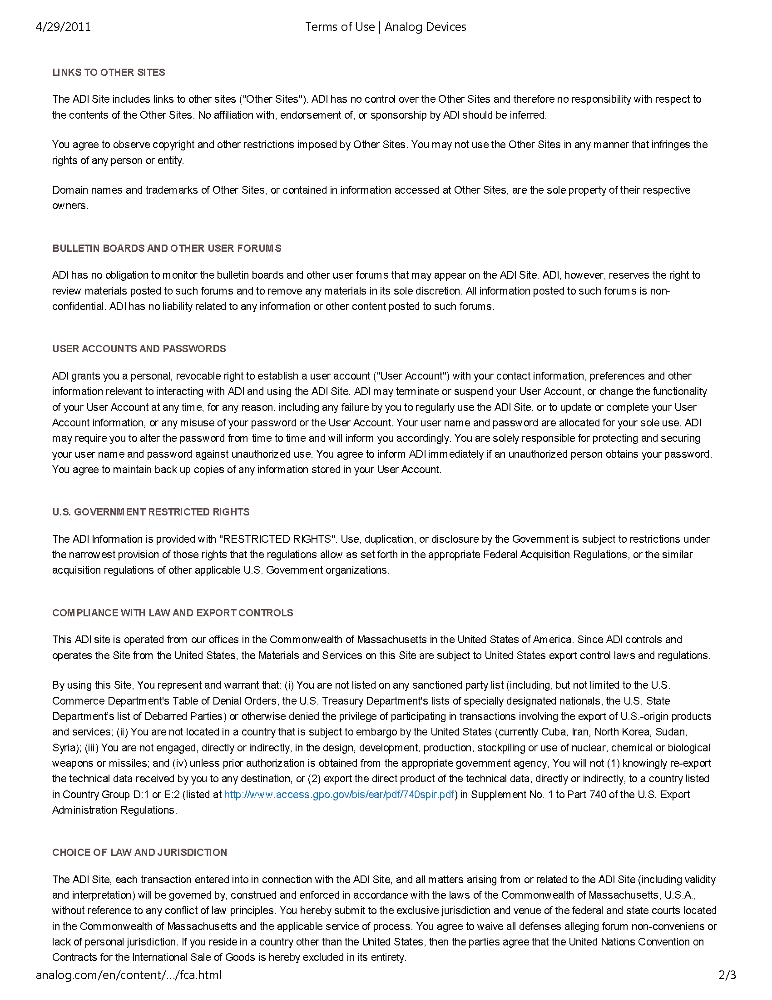 4/29/2011
Terms of Use | Analog Devices
LINKS TO OTHER SITES
The ADI Site includes links to other sites ("Other Sites"). ADI has no control over the Other Sites and therefore no responsibility with respect to
the contents of the Other Sites. No affiliation with, endorsement of, or sponsorship by ADI should be inferred.
You agree to observe copyright and other restrictions imposed by Other Sites. You may not use the Other Sites in any manner that infringes the
rights of any person or entity.
Domain names and trademarks of Other Sites, or contained in information accessed at Other Sites, are the sole property of their respective
owners.
BULLETIN BOARDS AND OTHER USER FORUMS
ADI has no obligation to monitor the bulletin boards and other user forums that may appear on the ADI Site. ADI, however, reserves the right to
review materials posted to such forums and to remove any materials in its sole discretion. All information posted to such forums is non-
confidential. ADI has no liability related to any information or other content posted to such forums.
USER ACCOUNTS AND PASSWORDS
ADI grants you a personal, revocable right to establish a user account ("User Account") with your contact information, preferences and other
information relevant to interacting with ADI and using the ADI Site. ADI may terminate or suspend your User Account, or change the functionality
of your User Account at any time, for any reason, including any failure by you to regularly use the ADI Site, or to update or complete your User
Account information, or any misuse of your password or the User Account. Your user name and password are allocated for your sole use. ADI
may require you to alter the password from time to time and will inform you accordingly. You are solely responsible for protecting and securing
your user name and password against unauthorized use. You agree to inform ADI immediately if an unauthorized person obtains your password.
You agree to maintain back up copies of any information stored in your User Account.
U.S. GOVERNMENT RESTRICTED RIGHTS
The ADI Information is provided with "RESTRICTED RIGHTS". Use, duplication, or disclosure by the Government is subject to restrictions under
the narrowest provision of those rights that the regulations allow as set forth in the appropriate Federal Acquisition Regulations, or the similar
acquisition regulations of other applicable U.S. Government organizations.
COMPLIANCE WITH LAW AND EXPORT CONTROLS
This ADI site is operated from our offices in the Commonwealth of Massachusetts in the United States of America. Since ADI controls and
operates the Site from the United States, the Materials and Services on this Site are subject to United States export control laws and regulations.
By using this Site, You represent and warrant that: (i) You are not listed on any sanctioned party list (including, but not limited to the U.S.
Commerce Department's Table of Denial Orders, the U.S. Treasury Department's lists of specially designated nationals, the U.S. State
Department’s list of Debarred Parties) or otherwise denied the privilege of participating in transactions involving the export of U.S.-origin products
and services; (ii) You are not located in a country that is subject to embargo by the United States (currently Cuba, Iran, North Korea, Sudan,
Syria); (iii) You are not engaged, directly or indirectly, in the design, development, production, stockpiling or use of nuclear, chemical or biological
weapons or missiles; and (iv) unless prior authorization is obtained from the appropriate government agency, You will not (1) knowingly re-export
the technical data received by you to any destination, or (2) export the direct product of the technical data, directly or indirectly, to a country listed
in Country Group D:1 or E:2 (listed at http://www.access.gpo.gov/bis/ear/pdf/740spir.pdf) in Supplement No. 1 to Part 740 of the U.S. Export
Administration Regulations.
CHOICE OF LAW AND JURISDICTION
The ADI Site, each transaction entered into in connection with the ADI Site, and all matters arising from or related to the ADI Site (including validity
and interpretation) will be governed by, construed and enforced in accordance with the laws of the Commonwealth of Massachusetts, U.S.A.,
without reference to any conflict of law principles. You hereby submit to the exclusive jurisdiction and venue of the federal and state courts located
in the Commonwealth of Massachusetts and the applicable service of process. You agree to waive all defenses alleging forum non-conveniens or
lack of personal jurisdiction. If you reside in a country other than the United States, then the parties agree that the United Nations Convention on
Contracts for the International Sale of Goods is hereby excluded in its entirety.
analog.com/en/content/.../fca.html
2/3